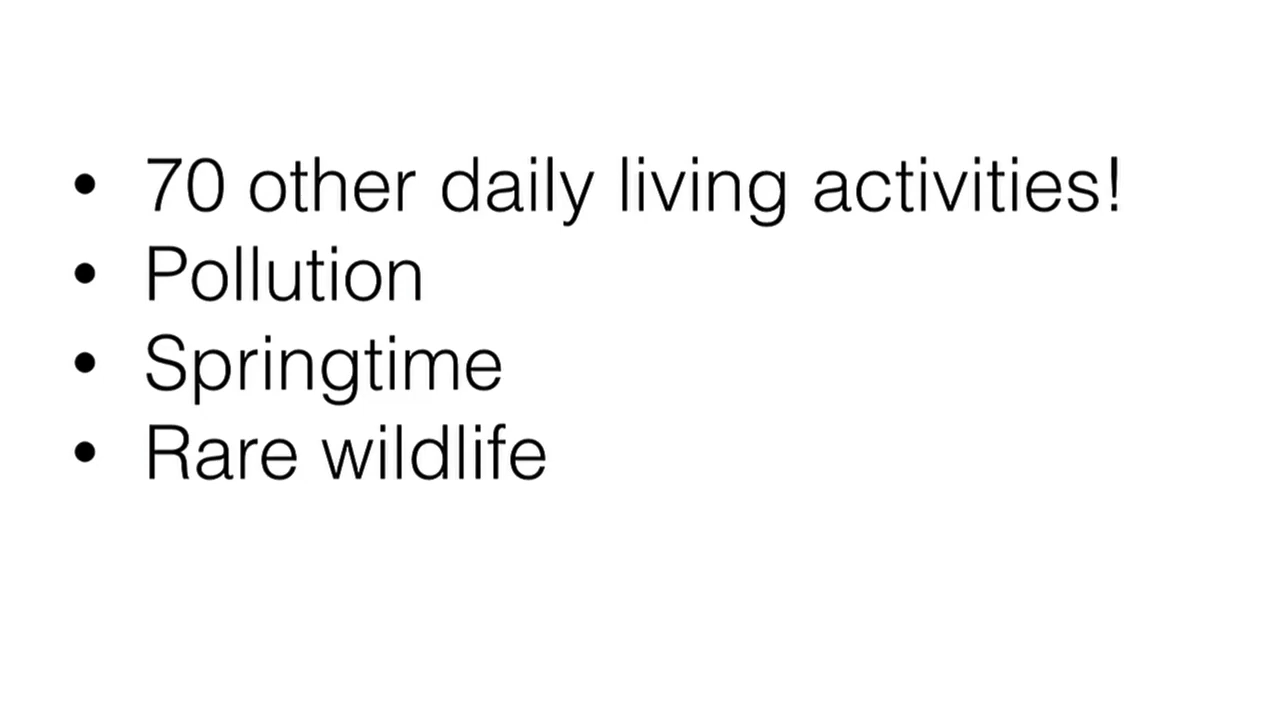 • 70 other daily living activities!
• Pollution
• Springtime
• Rare wildlife